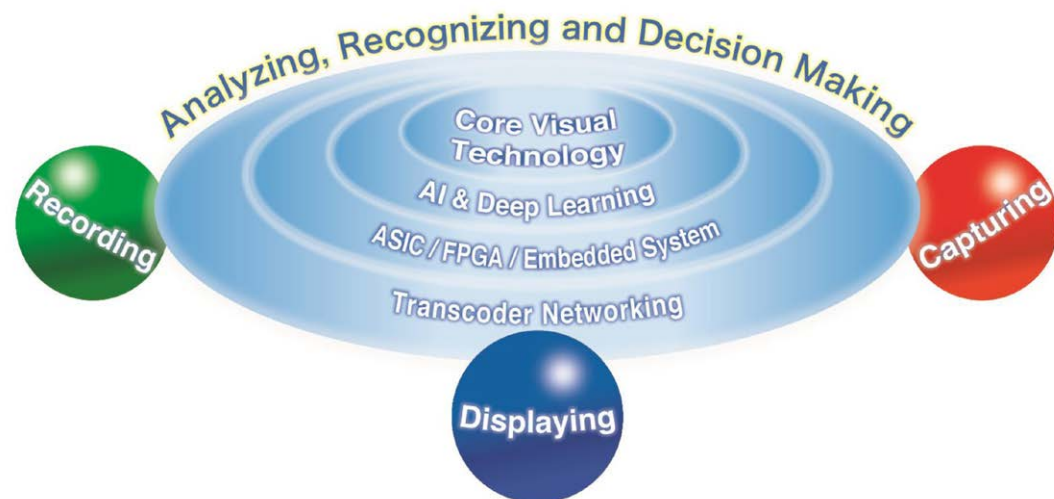 Analyzing, Recognizing and Decision Making
Core Visual
Technology
AI & Deep Learning
ASIC / FPGA / Embedded System
Transcoder Networking
Recording
Capturing
Displaying